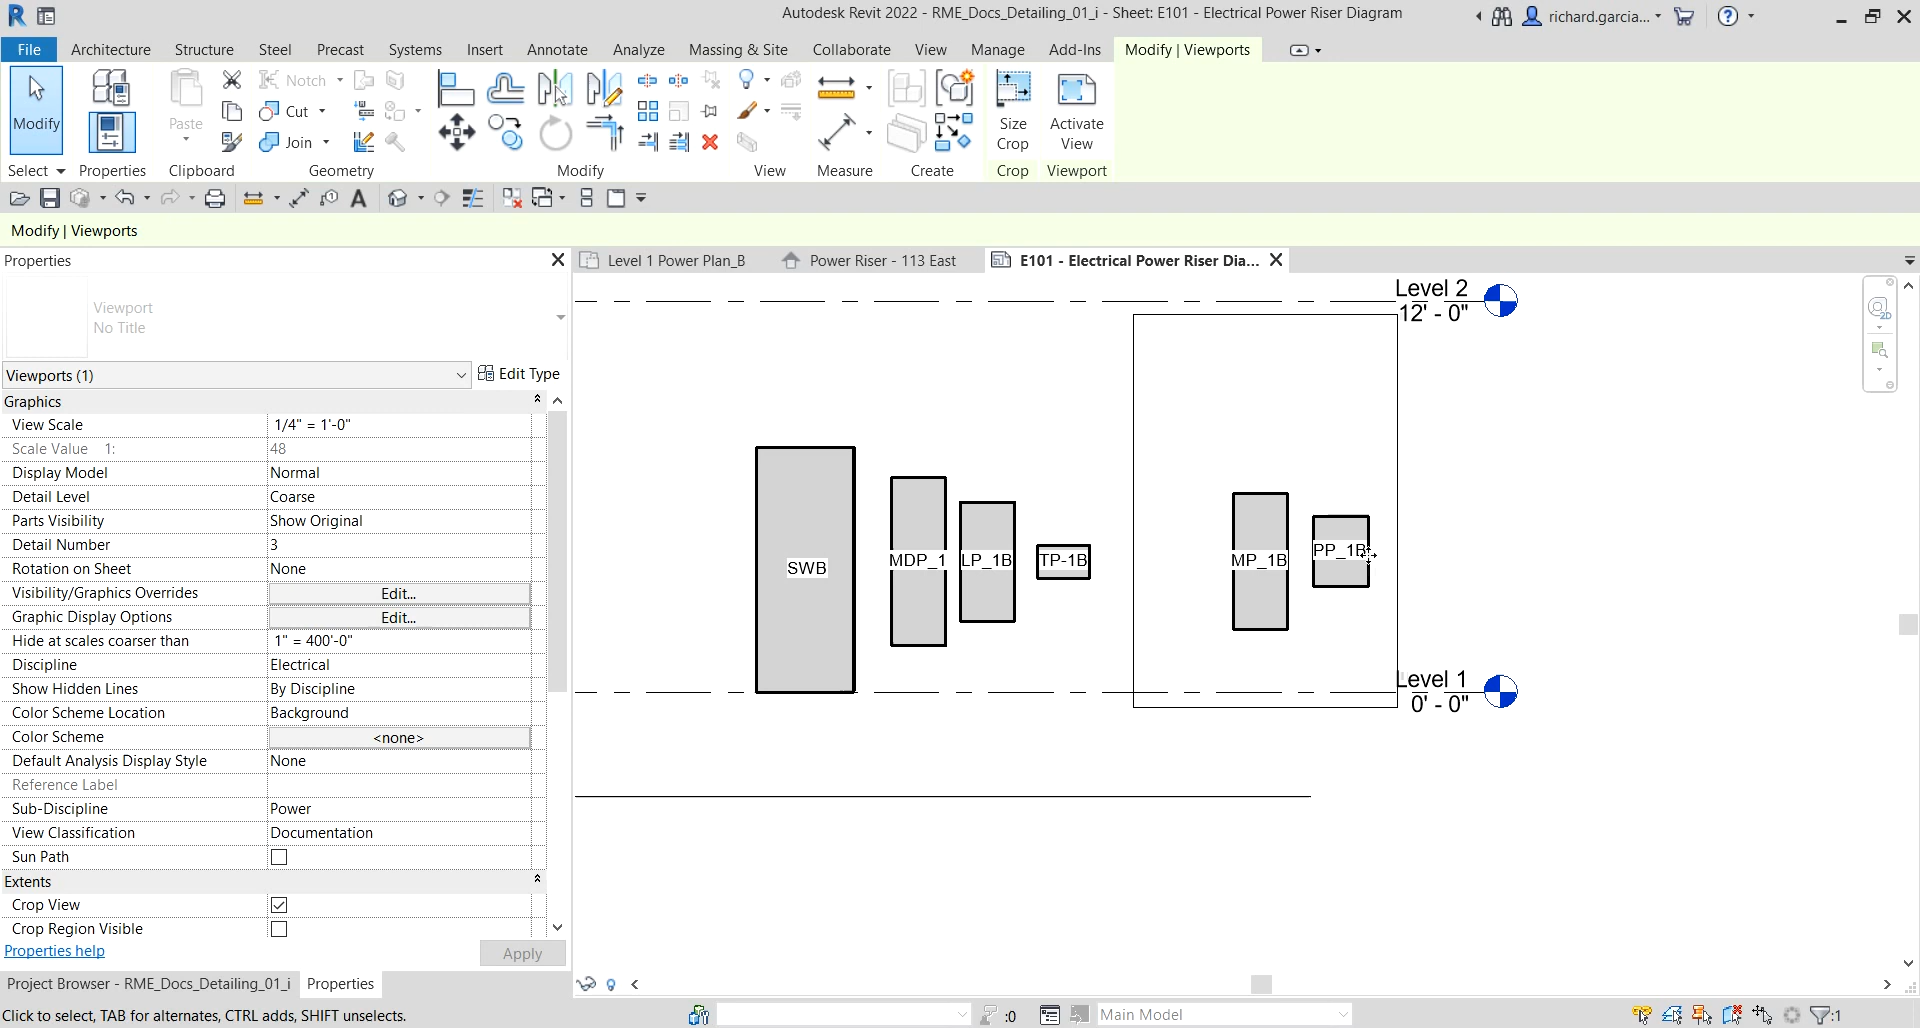 Autodesk Revit 2022 - RME_Docs_Detailing_01_i - Sheet: E101 - Electrical Power Riser Diagram
richard.garcia...
File Architecture Structure Steel Precast Systems Insert Annotate Analyze Massing & Site Collaborate View Manage Add-Ins Modify | Viewports
Modify
Paste
Notch
Cut
Join
Size Crop
Activate View
Select Properties Clipboard Geometry Modify View Measure Create Crop Viewport
Modify | Viewports
Properties
Level 1 Power Plan_B
Power Riser - 113 East
E101 - Electrical Power Riser Dia...
Viewport
No Title
Viewports (1)
Edit Type
Graphics
View Scale 1/4" = 1'-0"
Scale Value 1: 48
Display Model Normal
Detail Level Coarse
Parts Visibility Show Original
Detail Number 3
Rotation on Sheet None
Visibility/Graphics Overrides Edit...
Graphic Display Options Edit...
Hide at scales coarser than 1" = 400'-0"
Discipline Electrical
Show Hidden Lines By Discipline
Color Scheme Location Background
Color Scheme <none>
Default Analysis Display Style None
Reference Label
Sub-Discipline Power
View Classification Documentation
Sun Path
Extents
Crop View
Crop Region Visible
Properties help
Apply
Project Browser - RME_Docs_Detailing_01_i
Properties
Level 2
12' - 0"
SWB
MDP_1
LP_1B
TP-1B
MP_1B
PP_1B
Level 1
0' - 0"
2D
Click to select, TAB for alternates, CTRL adds, SHIFT unselects.
:0
Main Model
:1